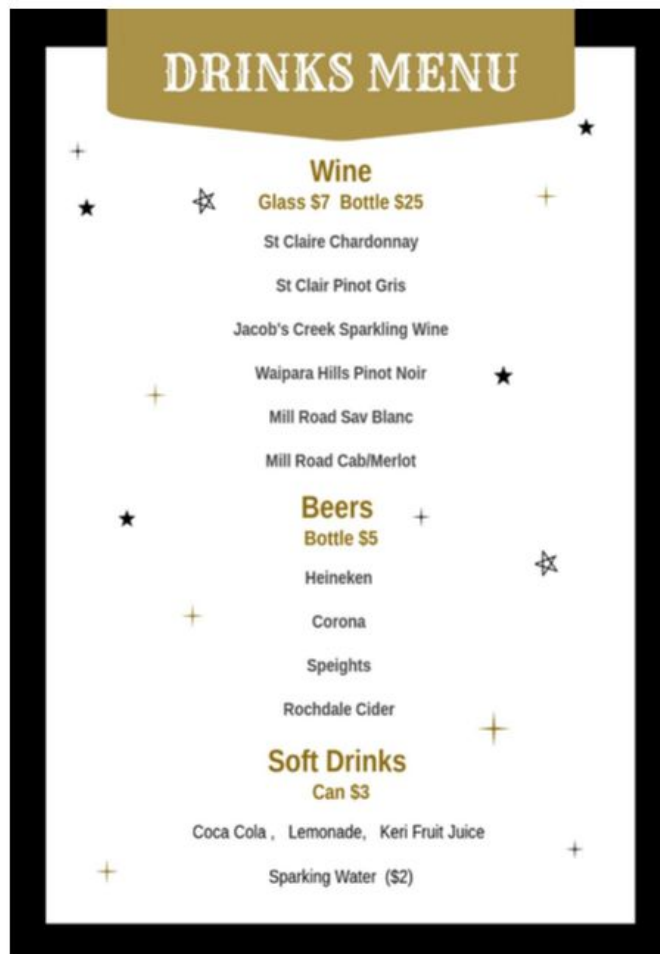 DRINKS MENU
Wine
Glass $7 Bottle $25
St Claire Chardonnay
St Clair Pinot Gris
Jacob's Creek Sparkling Wine
Waipara Hills Pinot Noir
Mill Road Sav Blanc
Mill Road Cab/Merlot
Beers
Bottle $5
Heineken
Corona
Speights
Rochdale Cider
Soft Drinks
Can $3
Coca Cola , Lemonade, Keri Fruit Juice
Sparking Water ($2)